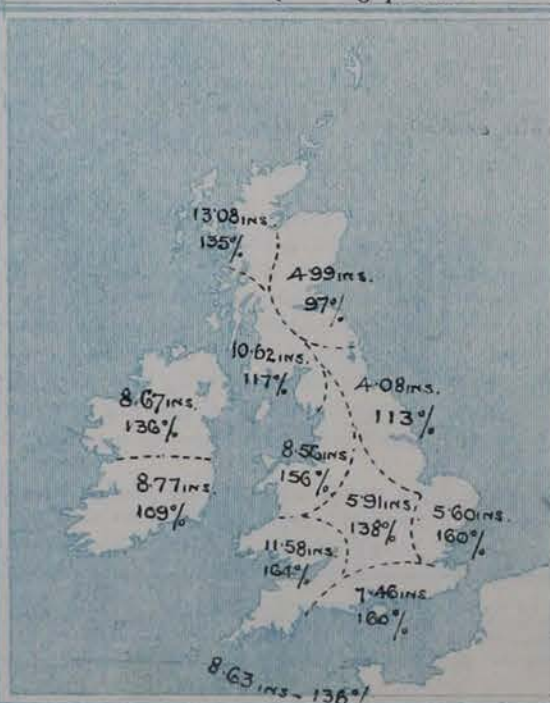 13·08 INS.
135%
4·99 INS.
97%
10·62 INS.
117%
4·08 INS.
113%
8·67 INS.
136%
8·77 INS.
109%
8·56 INS
156%
5·91 INS.
138%
5·60 INS.
160%
11·58 INS.
164%
7·46 INS.
160%
8·63 INS - 136%